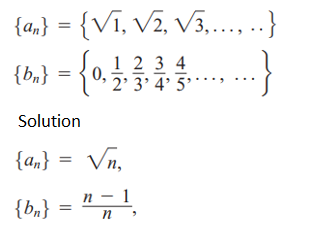 {aₙ} = {√1, √2, √3,..., ..}
{bₙ} = {0, 1/2, 2/3, 3/4, 4/5,..., ...}
Solution
{aₙ} = √n,
{bₙ} = (n − 1)/n,